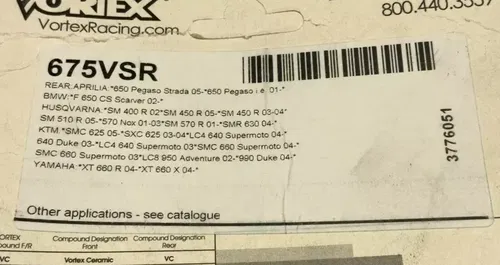 VORTEX
VortexRacing.com
800.440.3559
675VSR
REAR:APRILIA:*650 Pegaso Strada 05-*650 Pegaso i.e. 01-*
BMW:*F 650 CS Scarver 02-*
HUSQVARNA:*SM 400 R 02*SM 450 R 05-*SM 450 R 03-04*
SM 510 R 05-*570 Nox 01-03*SM 570 R 01-*SMR 630 04-*
KTM:*SMC 625 05-*SXC 625 03-04*LC4 640 Supermoto 04-*
640 Duke 03-*LC4 640 Supermoto 03*SMC 660 Supermoto 04-*
SMC 660 Supermoto 03*LC8 950 Adventure 02-*990 Duke 04-*
YAMAHA:*XT 660 R 04-*XT 660 X 04-*
3776051
Other applications - see catalogue
VORTEX Compound Designation Compound Designation
pound F/R Front Rear
VC Vortex Ceramic VC